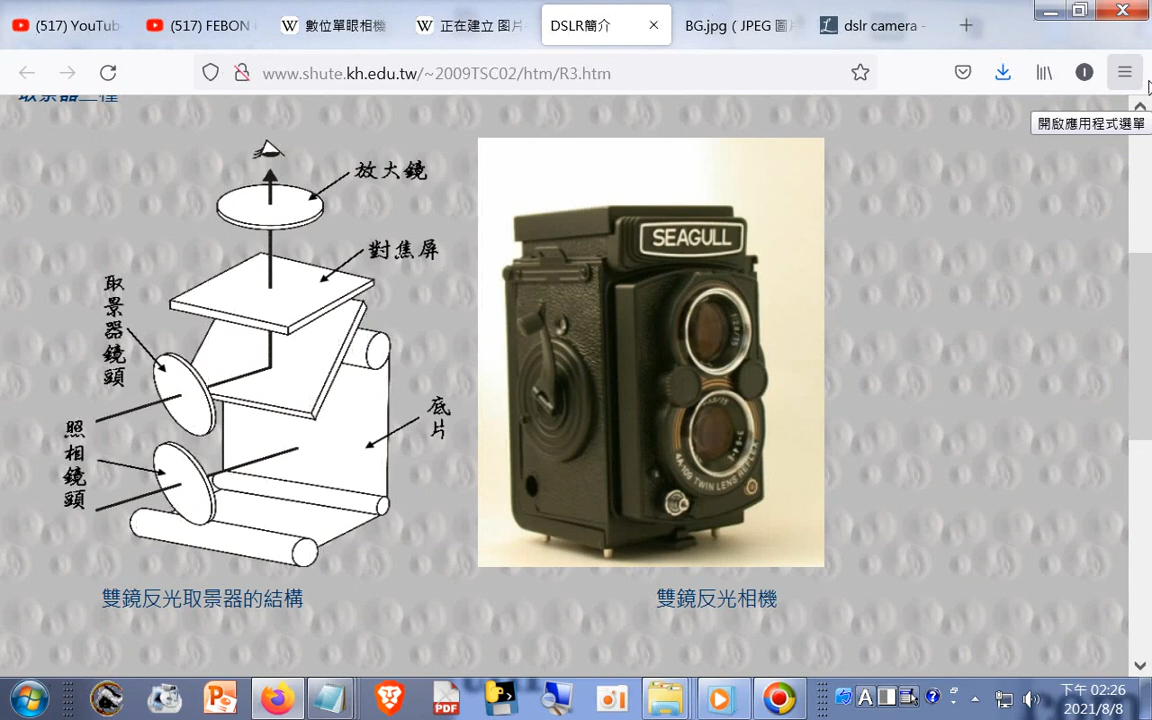 (517) YouTub
(517) FEBON
數位單眼相機
正在建立 图片
DSLR簡介
BG.jpg ( JPEG 圖
dslr camera -
www.shute.kh.edu.tw/~2009TSC02/htm/R3.htm
開啟應用程式選單
放大鏡
對焦屏
取景器鏡頭
照相鏡頭
底片
SEAGULL
4A-109 TWIN LENS REFLEX
雙鏡反光取景器的結構
雙鏡反光相機
PDF
下午 02:26
2021/8/8